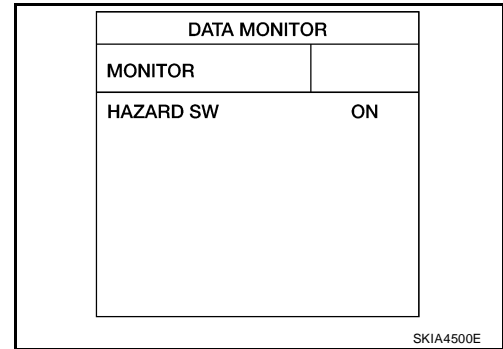 DATA MONITOR
MONITOR
HAZARD SW ON
SKIA4500E